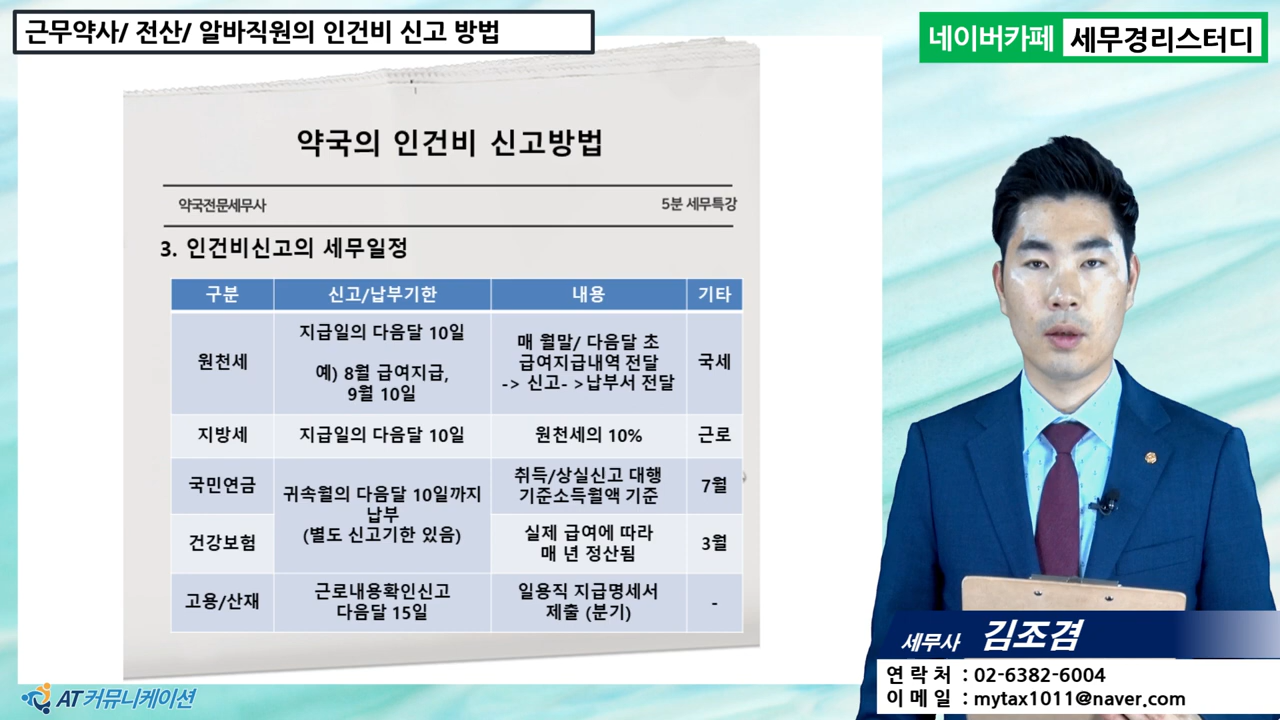 근무약사/ 전산/ 알바직원의 인건비 신고 방법
네이버카페 세무경리스터디
약국의 인건비 신고방법
약국전문세무사 5분 세무특강
3. 인건비신고의 세무일정
구분 신고/납부기한 내용 기타
원천세
지급일의 다음달 10일
예) 8월 급여지급,
9월 10일
매 월말/ 다음달 초
급여지급내역 전달
-> 신고- >납부서 전달
국세
지방세 지급일의 다음달 10일 원천세의 10% 근로
국민연금
귀속월의 다음달 10일까지
납부
(별도 신고기한 있음)
취득/상실신고 대행
기준소득월액 기준
7월
건강보험
실제 급여에 따라
매 년 정산됨
3월
고용/산재
근로내용확인신고
다음달 15일
일용직 지급명세서
제출 (분기)
-
세무사 김조겸
연 락 처 : 02-6382-6004
이 메 일 : mytax1011@naver.com
AT커뮤니케이션